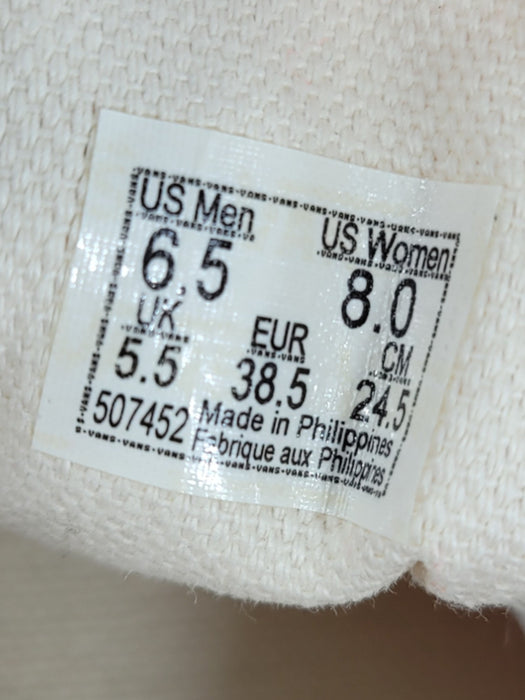 US Men
US Women
6.5
8.0
UK
EUR
CM
5.5
38.5
24.5
507452
Made in Philippines
Fabrique aux Philippines